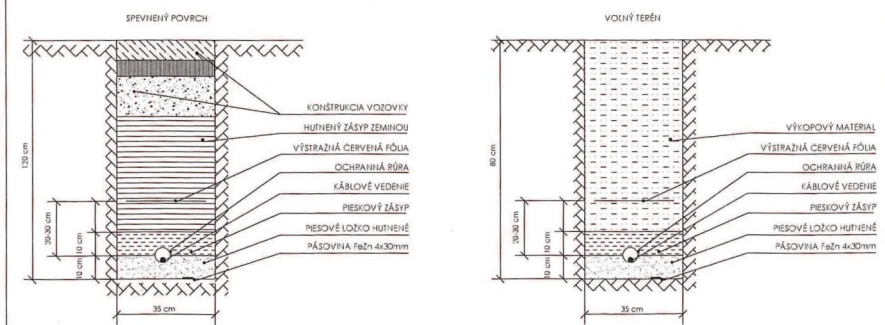 SPEVNENÝ POVRCH
KONŠTRUKCIA VOZOVKY
HUTNENÝ ZÁSYP ZEMINOU
VÝSTRAŽNÁ ČERVENÁ FÓLIA
OCHRANNÁ RÚRA
KÁBLOVÉ VEDENIE
PIESKOVÝ ZÁSYP
PIESOVÉ LOŽKO HUTNENÉ
PÁSOVINA FeZn 4x30mm
120 cm
20-30 cm
10 cm
10 cm
35 cm
VOĽNÝ TERÉN
VÝKOPOVÝ MATERIAL
VÝSTRAŽNÁ ČERVENÁ FÓLIA
OCHRANNÁ RÚRA
KÁBLOVÉ VEDENIE
PIESKOVÝ ZÁSYP
PIESOVÉ LOŽKO HUTNENÉ
PÁSOVINA FeZn 4x30mm
80 cm
20-30 cm
10 cm
10 cm
35 cm